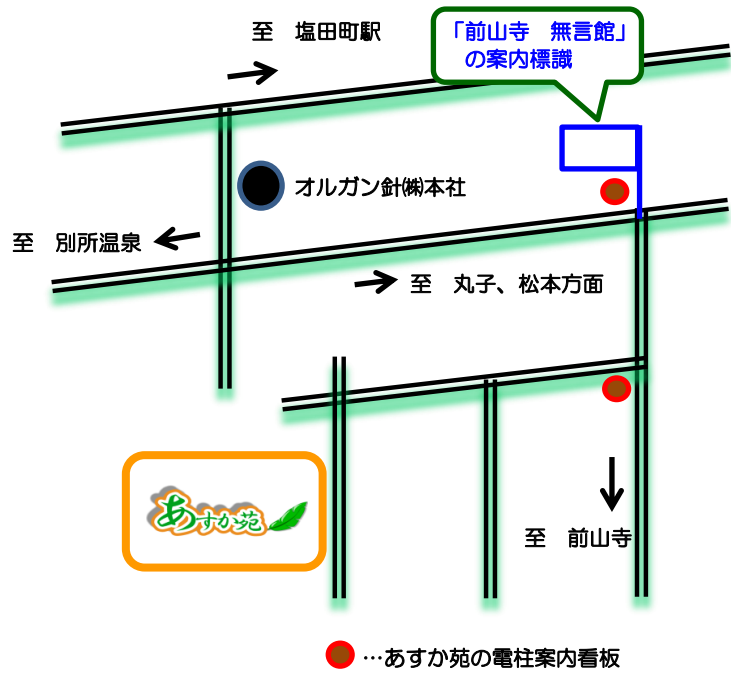 至　塩田町駅
「前山寺　無言館」
の案内標識
オルガン針㈱本社
至　別所温泉
至　丸子、松本方面
あすか苑
至　前山寺
…あすか苑の電柱案内看板